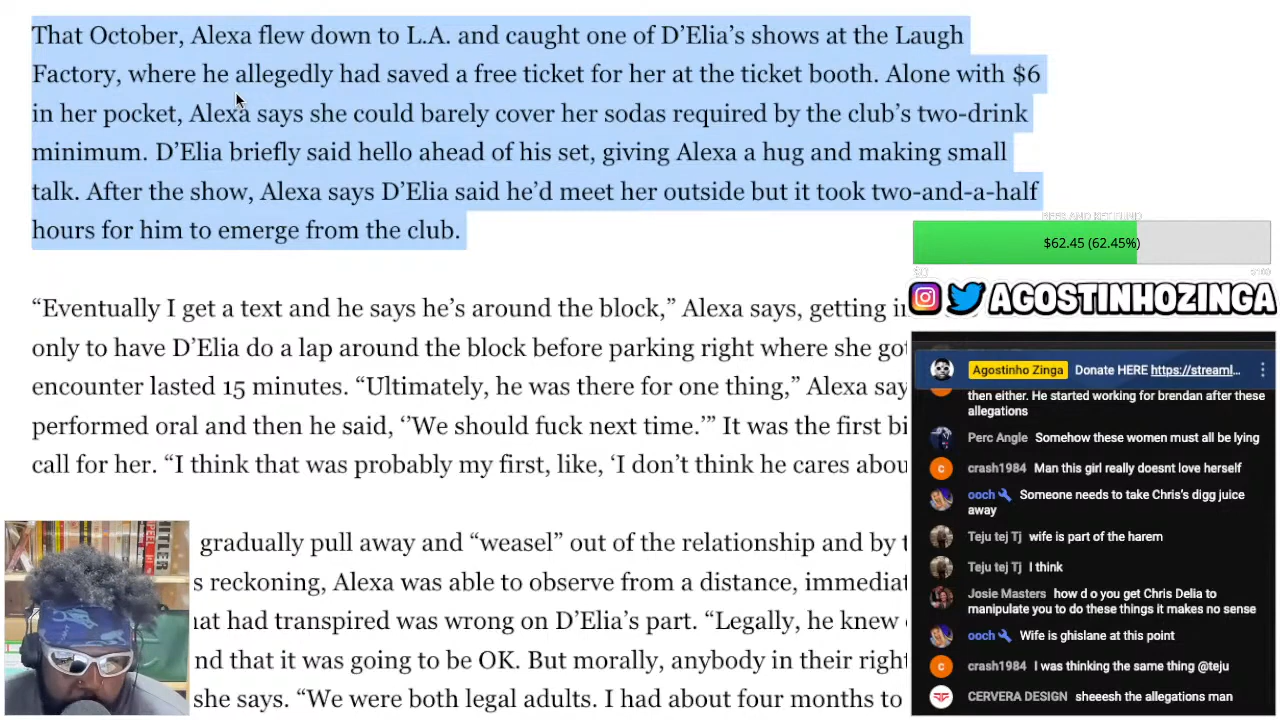 That October, Alexa flew down to L.A. and caught one of D’Elia’s shows at the Laugh
Factory, where he allegedly had saved a free ticket for her at the ticket booth. Alone with $6
in her pocket, Alexa says she could barely cover her sodas required by the club’s two-drink
minimum. D’Elia briefly said hello ahead of his set, giving Alexa a hug and making small
talk. After the show, Alexa says D’Elia said he’d meet her outside but it took two-and-a-half
hours for him to emerge from the club.
“Eventually I get a text and he says he’s around the block,” Alexa says, getting in
only to have D’Elia do a lap around the block before parking right where she got
encounter lasted 15 minutes. “Ultimately, he was there for one thing,” Alexa say
performed oral and then he said, ‘‘We should fuck next time.’” It was the first bi
call for her. “I think that was probably my first, like, ‘I don’t think he cares abou
gradually pull away and “weasel” out of the relationship and by t
s reckoning, Alexa was able to observe from a distance, immediat
hat had transpired was wrong on D’Elia’s part. “Legally, he knew
nd that it was going to be OK. But morally, anybody in their right
she says. “We were both legal adults. I had about four months to
$62.45 (62.45%)
AGOSTINHOZINGA
Agostinho Zinga Donate HERE https://streaml...
then either. He started working for brendan after these
allegations
Perc Angle Somehow these women must all be lying
crash1984 Man this girl really doesnt love herself
ooch Someone needs to take Chris’s digg juice
away
Teju tej Tj wife is part of the harem
Teju tej Tj I think
Josie Masters how d o you get Chris Delia to
manipulate you to do these things it makes no sense
ooch Wife is ghislane at this point
crash1984 I was thinking the same thing @teju
CERVERA DESIGN sheeesh the allegations man